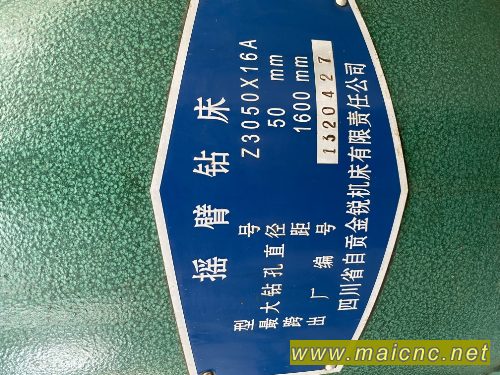 摇臂钻床
型号 Z3050X16A
最大钻孔直径 50 mm
跨距 1600 mm
出厂编号 1320427
四川省自贡金锐机床有限责任公司
www.maicnc.net